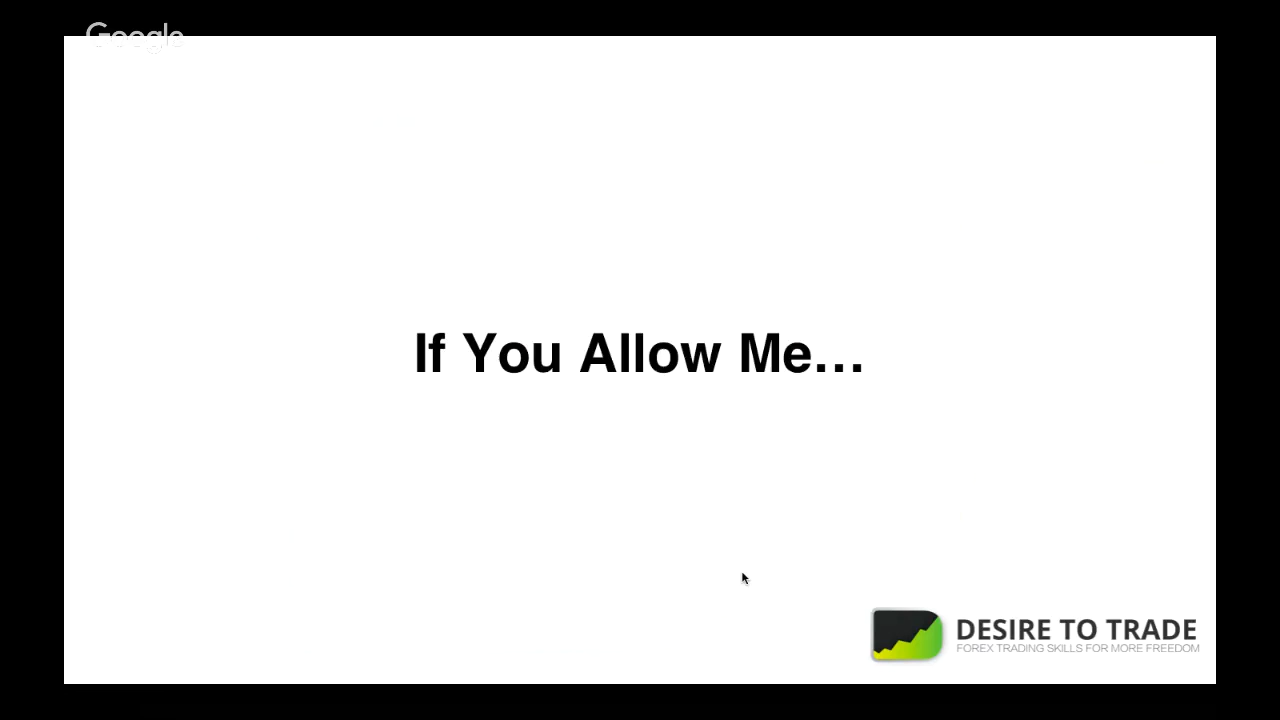 Google
If You Allow Me...
DESIRE TO TRADE
FOREX TRADING SKILLS FOR MORE FREEDOM